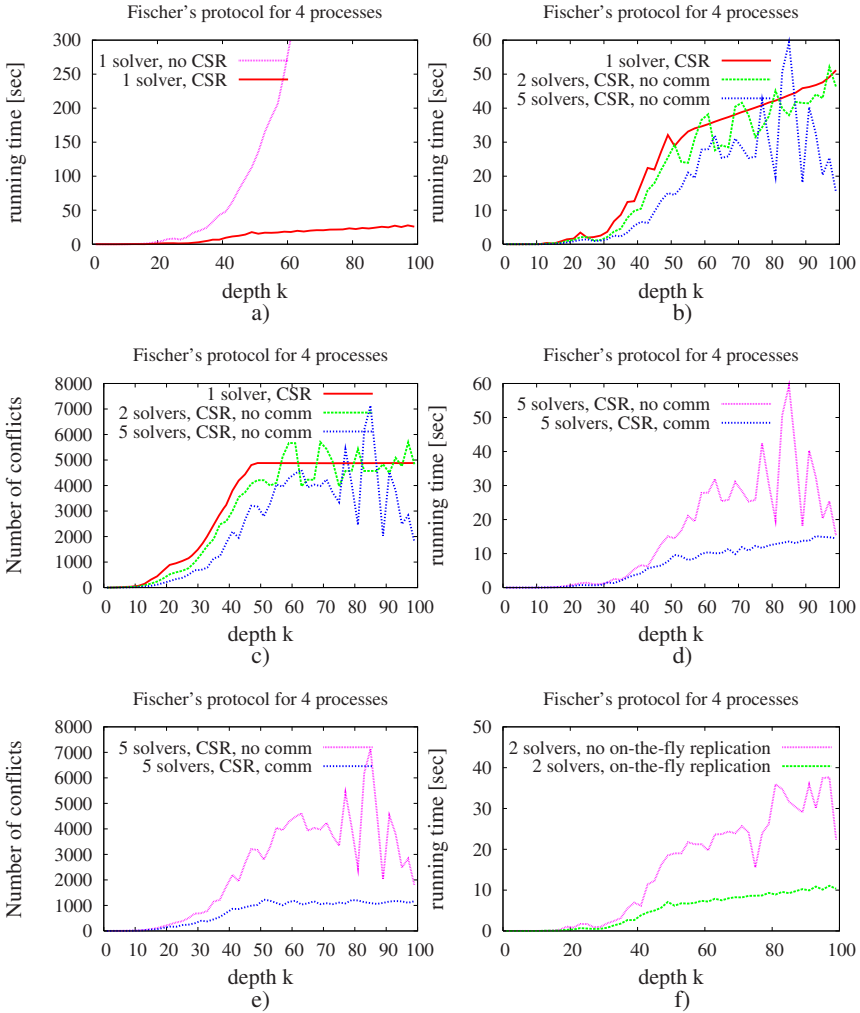 Fischer's protocol for 4 processes
running time [sec]
300
250
200
150
100
50
0
1 solver, no CSR
1 solver, CSR
0 20 40 60 80 100
depth k
a)
Fischer's protocol for 4 processes
running time [sec]
60
50
40
30
20
10
0
1 solver, CSR
2 solvers, CSR, no comm
5 solvers, CSR, no comm
0 10 20 30 40 50 60 70 80 90 100
depth k
b)
Fischer's protocol for 4 processes
Number of conflicts
8000
7000
6000
5000
4000
3000
2000
1000
0
1 solver, CSR
2 solvers, CSR, no comm
5 solvers, CSR, no comm
0 10 20 30 40 50 60 70 80 90 100
depth k
c)
Fischer's protocol for 4 processes
running time [sec]
60
50
40
30
20
10
0
5 solvers, CSR, no comm
5 solvers, CSR, comm
0 10 20 30 40 50 60 70 80 90 100
depth k
d)
Fischer's protocol for 4 processes
Number of conflicts
8000
7000
6000
5000
4000
3000
2000
1000
0
5 solvers, CSR, no comm
5 solvers, CSR, comm
0 10 20 30 40 50 60 70 80 90 100
depth k
e)
Fischer's protocol for 4 processes
running time [sec]
50
40
30
20
10
0
2 solvers, no on-the-fly replication
2 solvers, on-the-fly replication
0 20 40 60 80 100
depth k
f)